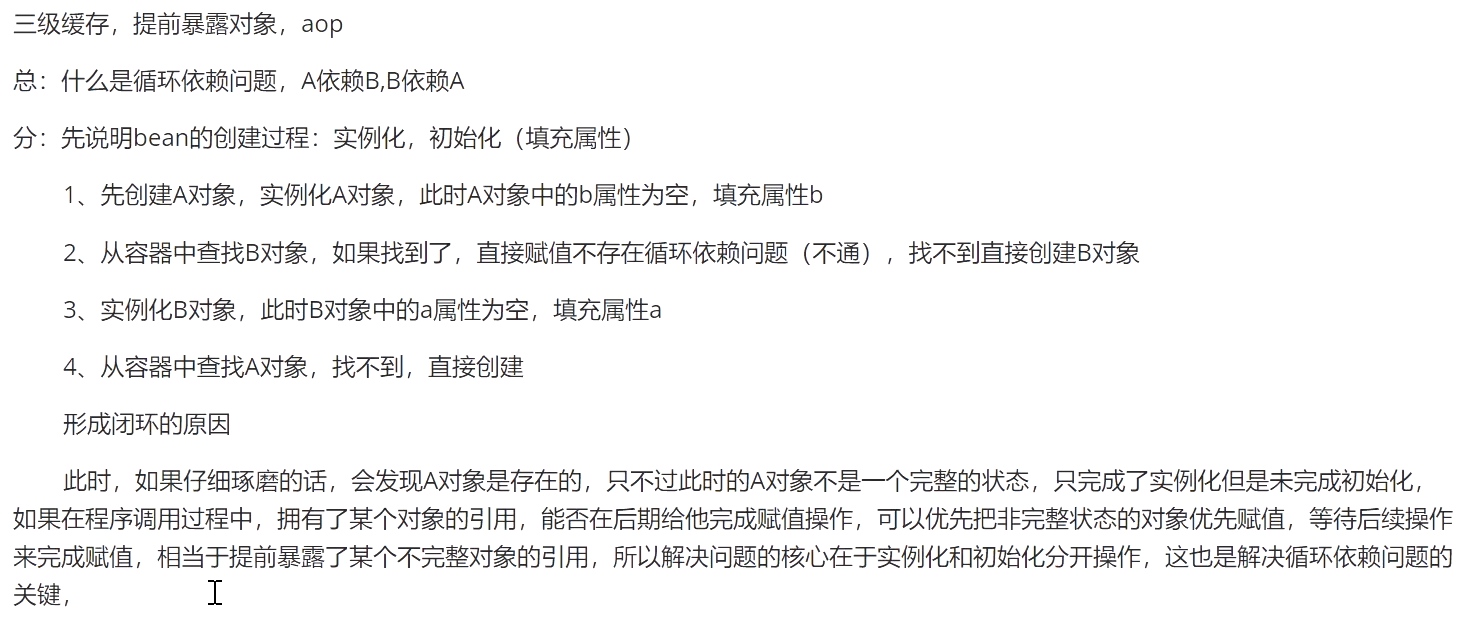 三级缓存，提前暴露对象，aop
总：什么是循环依赖问题，A依赖B,B依赖A
分：先说明bean的创建过程：实例化，初始化（填充属性）
1、先创建A对象，实例化A对象，此时A对象中的b属性为空，填充属性b
2、从容器中查找B对象，如果找到了，直接赋值不存在循环依赖问题（不通），找不到直接创建B对象
3、实例化B对象，此时B对象中的a属性为空，填充属性a
4、从容器中查找A对象，找不到，直接创建
形成闭环的原因
此时，如果仔细琢磨的话，会发现A对象是存在的，只不过此时的A对象不是一个完整的状态，只完成了实例化但是未完成初始化，
如果在程序调用过程中，拥有了某个对象的引用，能否在后期给他完成赋值操作，可以优先把非完整状态的对象优先赋值，等待后续操作
来完成赋值，相当于提前暴露了某个不完整对象的引用，所以解决问题的核心在于实例化和初始化分开操作，这也是解决循环依赖问题的
关键，